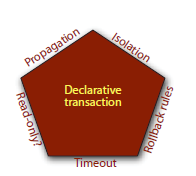 Propagation
Isolation
Declarative
transaction
Read-only?
Rollback rules
Timeout